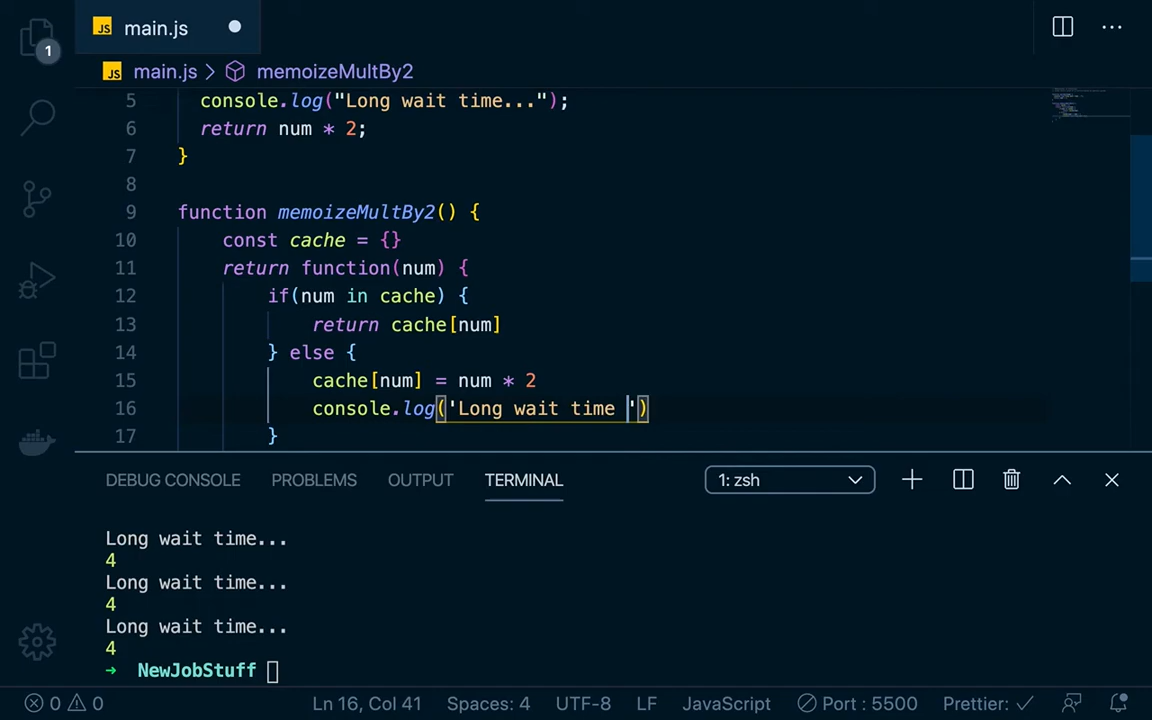 1
JS main.js
JS main.js > memoizeMultBy2
5 console.log("Long wait time...");
6 return num * 2;
7 }
8
9 function memoizeMultBy2() {
10 const cache = {}
11 return function(num) {
12 if(num in cache) {
13 return cache[num]
14 } else {
15 cache[num] = num * 2
16 console.log('Long wait time ')
17 }
DEBUG CONSOLE PROBLEMS OUTPUT TERMINAL 1: zsh
Long wait time...
4
Long wait time...
4
Long wait time...
4
→ NewJobStuff
0 0 Ln 16, Col 41 Spaces: 4 UTF-8 LF JavaScript Port : 5500 Prettier: ✓